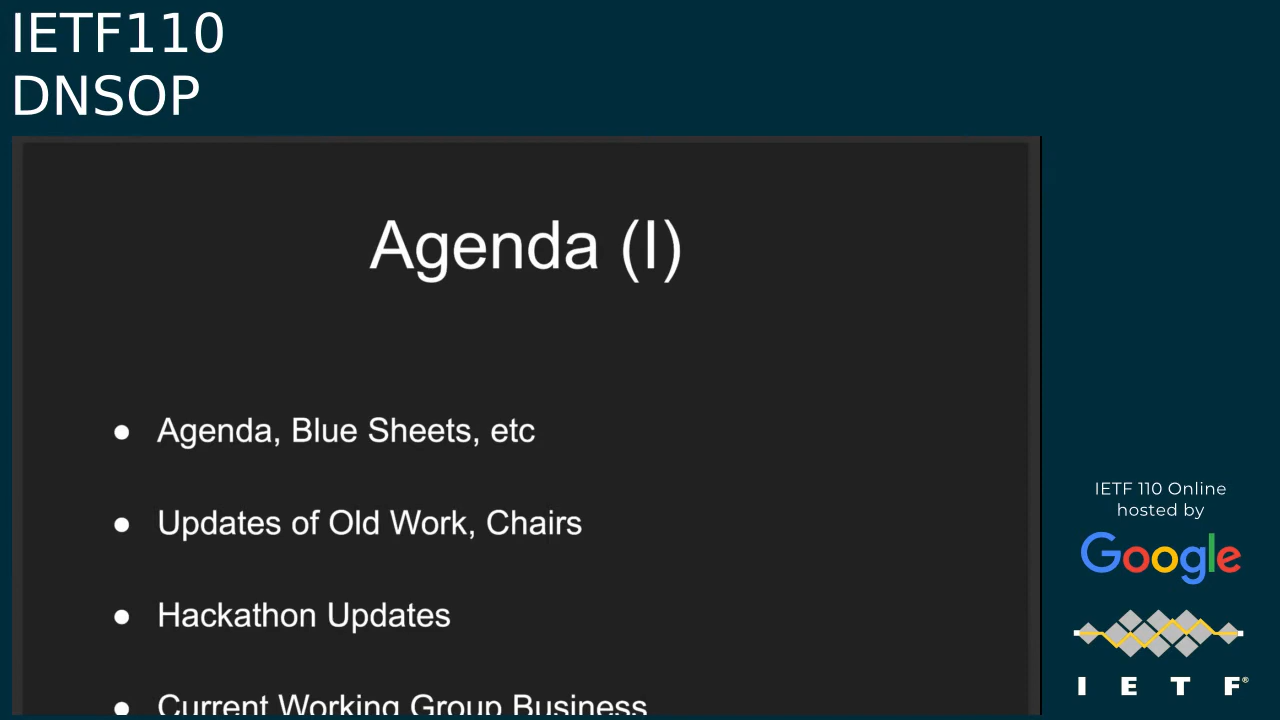 IETF110
DNSOP
Agenda (I)
● Agenda, Blue Sheets, etc
● Updates of Old Work, Chairs
● Hackathon Updates
● Current Working Group Business
IETF 110 Online
hosted by
Google
I E T F®